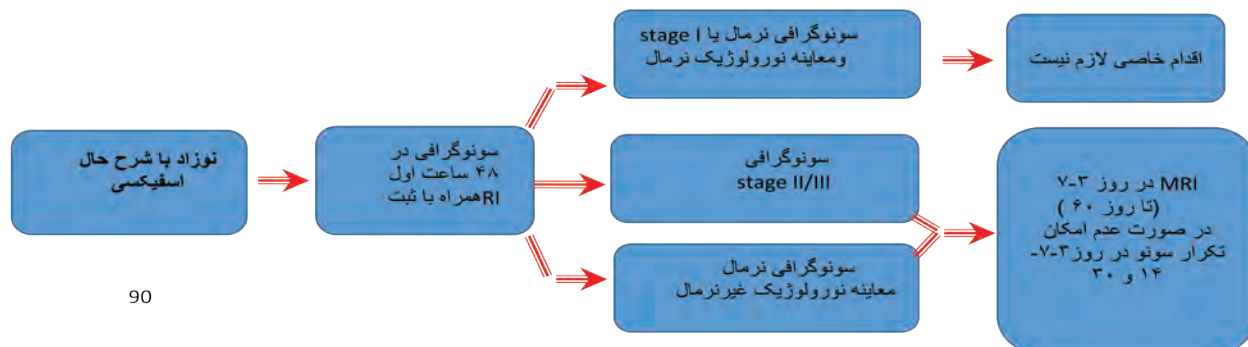 نوزاد با شرح حال
اسفیکسی
سونوگرافی در
۴۸ ساعت اول
همراه با ثبت RI
سونوگرافی نرمال یا stage I
ومعاینه نورولوژیک نرمال
اقدام خاصی لازم نیست
سونوگرافی
stage II/III
سونوگرافی نرمال
معاینه نورولوژیک غیرنرمال
MRI در روز ۳-۷
(تا روز ۶۰ )
در صورت عدم امکان
تکرار سونو در روز۳-۷-
۱۴ و ۳۰
90